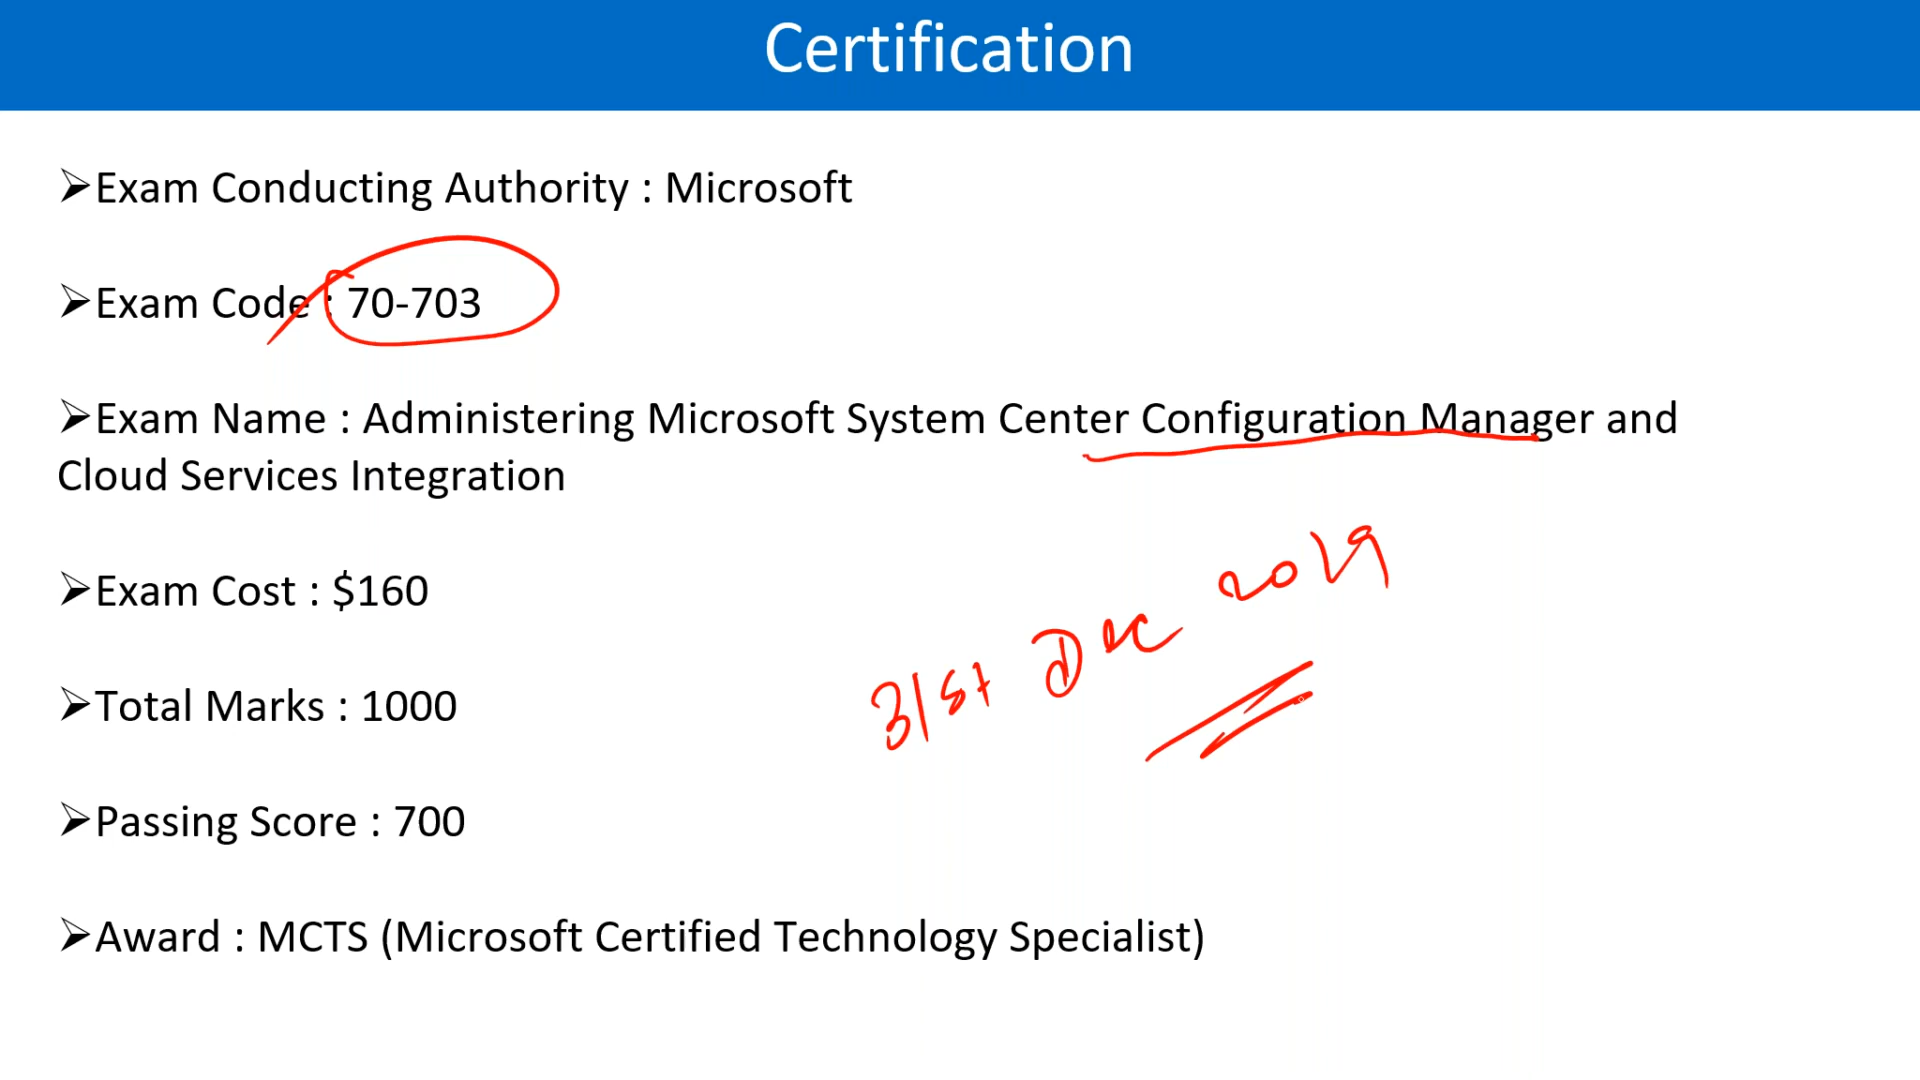 Certification
➢Exam Conducting Authority : Microsoft
➢Exam Code : 70-703
➢Exam Name : Administering Microsoft System Center Configuration Manager and
Cloud Services Integration
➢Exam Cost : $160
31st Dec 2019
➢Total Marks : 1000
➢Passing Score : 700
➢Award : MCTS (Microsoft Certified Technology Specialist)